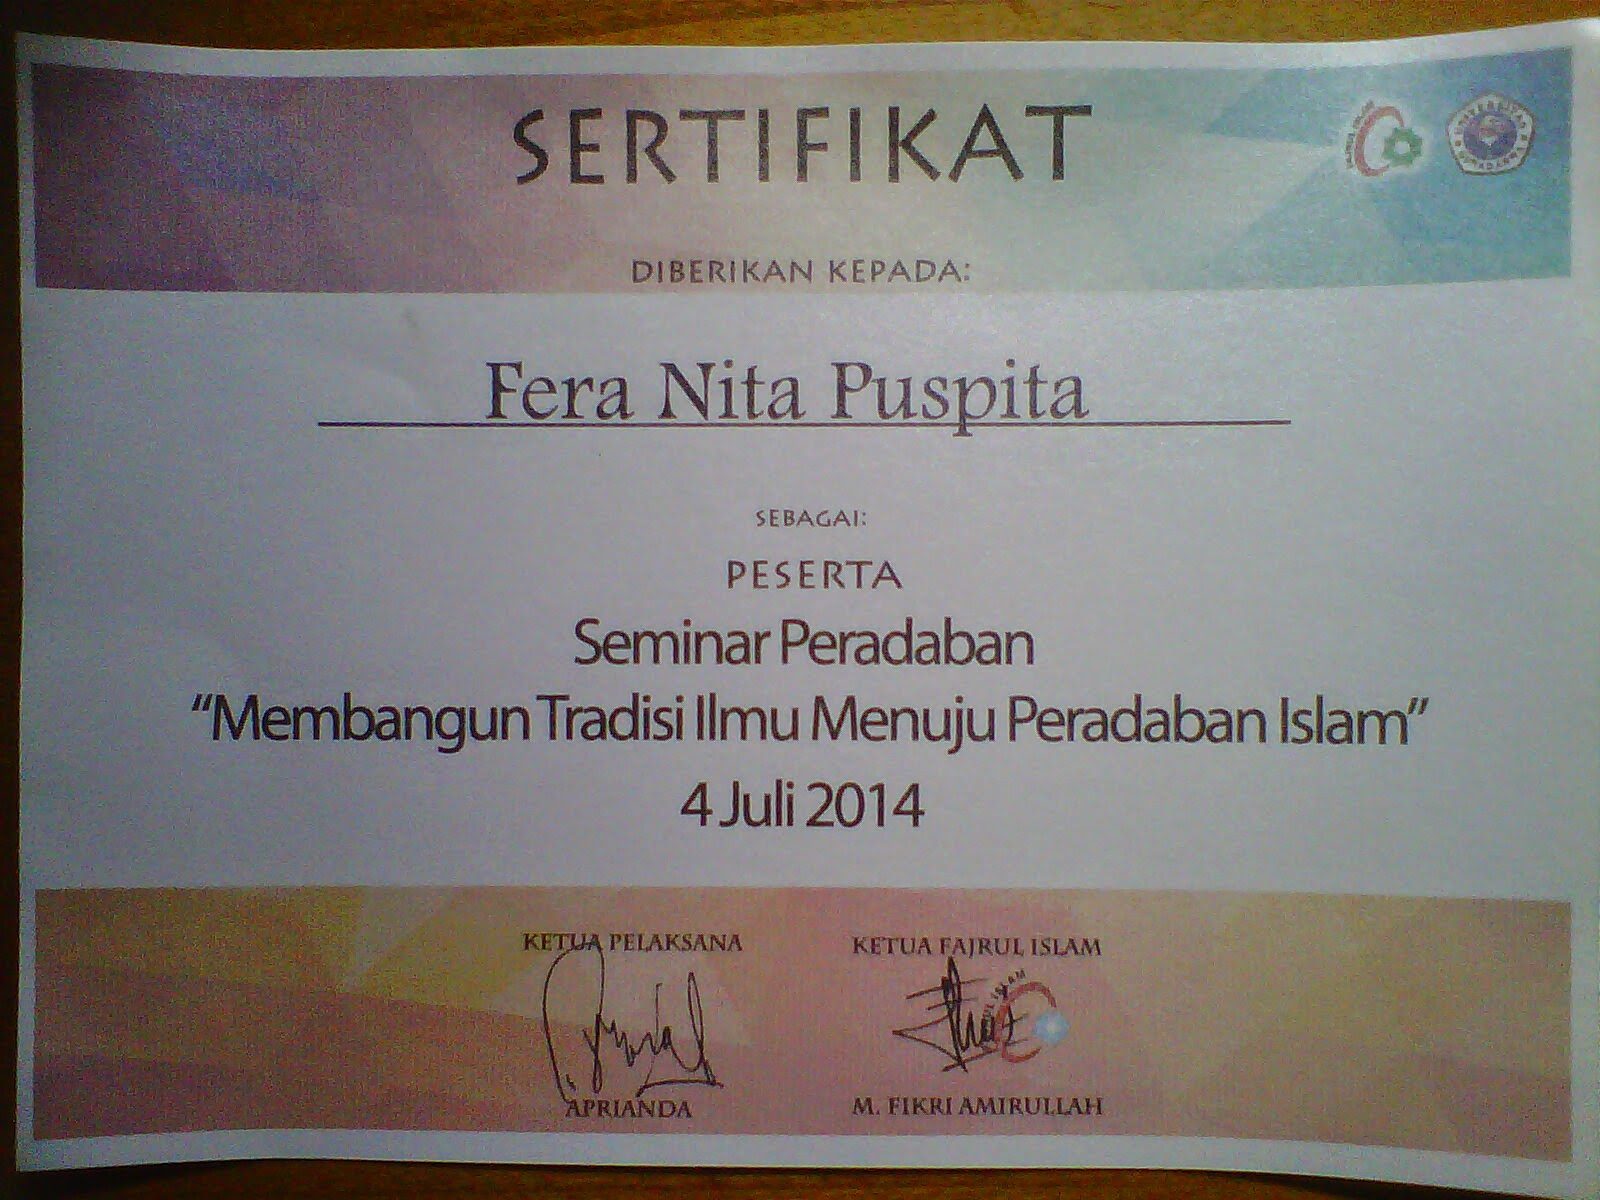 SERTIFIKAT
DIBERIKAN KEPADA:
Fera Nita Puspita
SEBAGAI:
PESERTA
Seminar Peradaban
“Membangun Tradisi Ilmu Menuju Peradaban Islam”
4 Juli 2014
KETUA PELAKSANA
APRIANDA
KETUA FAJRUL ISLAM
M. FIKRI AMIRULLAH